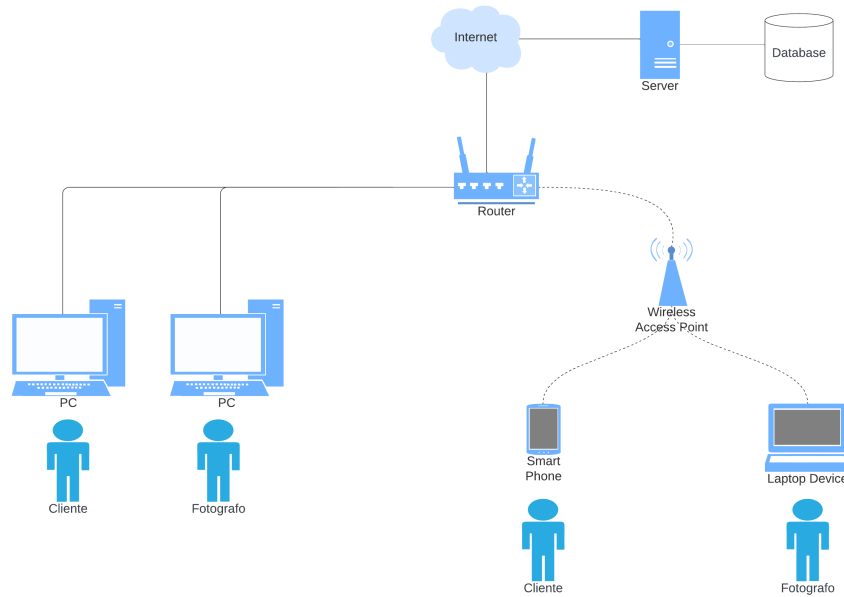 Internet
Database
Server
Router
Wireless
Access Point
PC
PC
Smart
Phone
Laptop Device
Cliente
Fotografo
Cliente
Fotografo